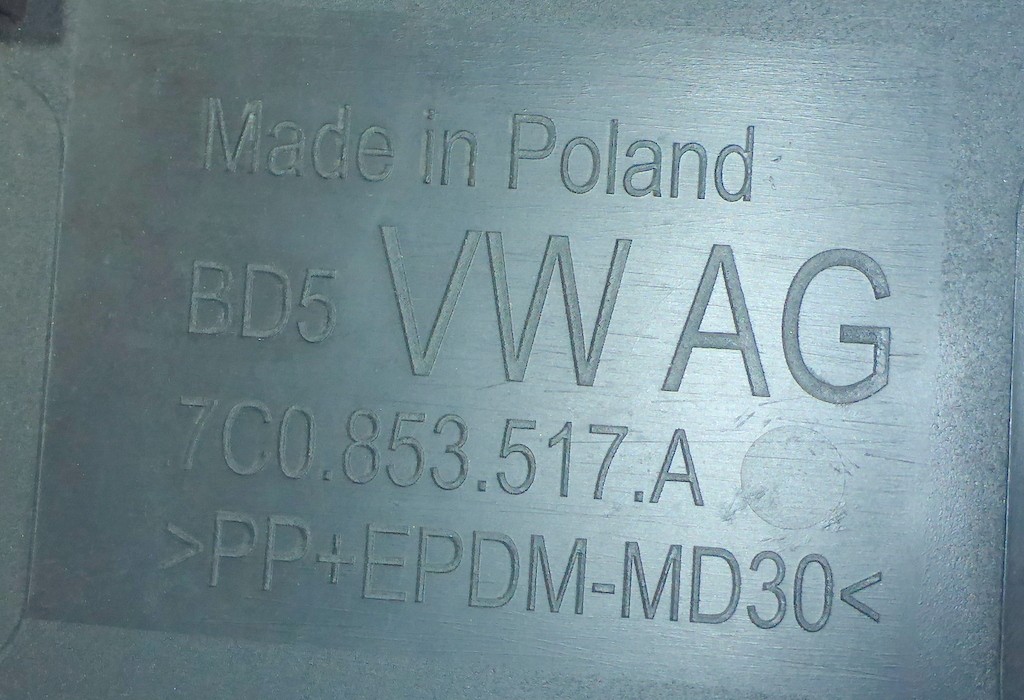 Made in Poland
BD5 VW AG
7C0.853.517.A
>PP+EPDM-MD30<